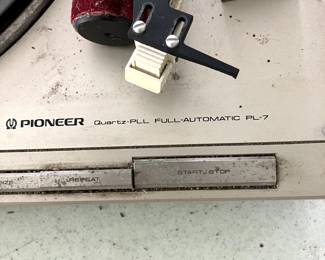 PIONEER Quartz-PLL FULL-AUTOMATIC PL-7
REPEAT START/STOP